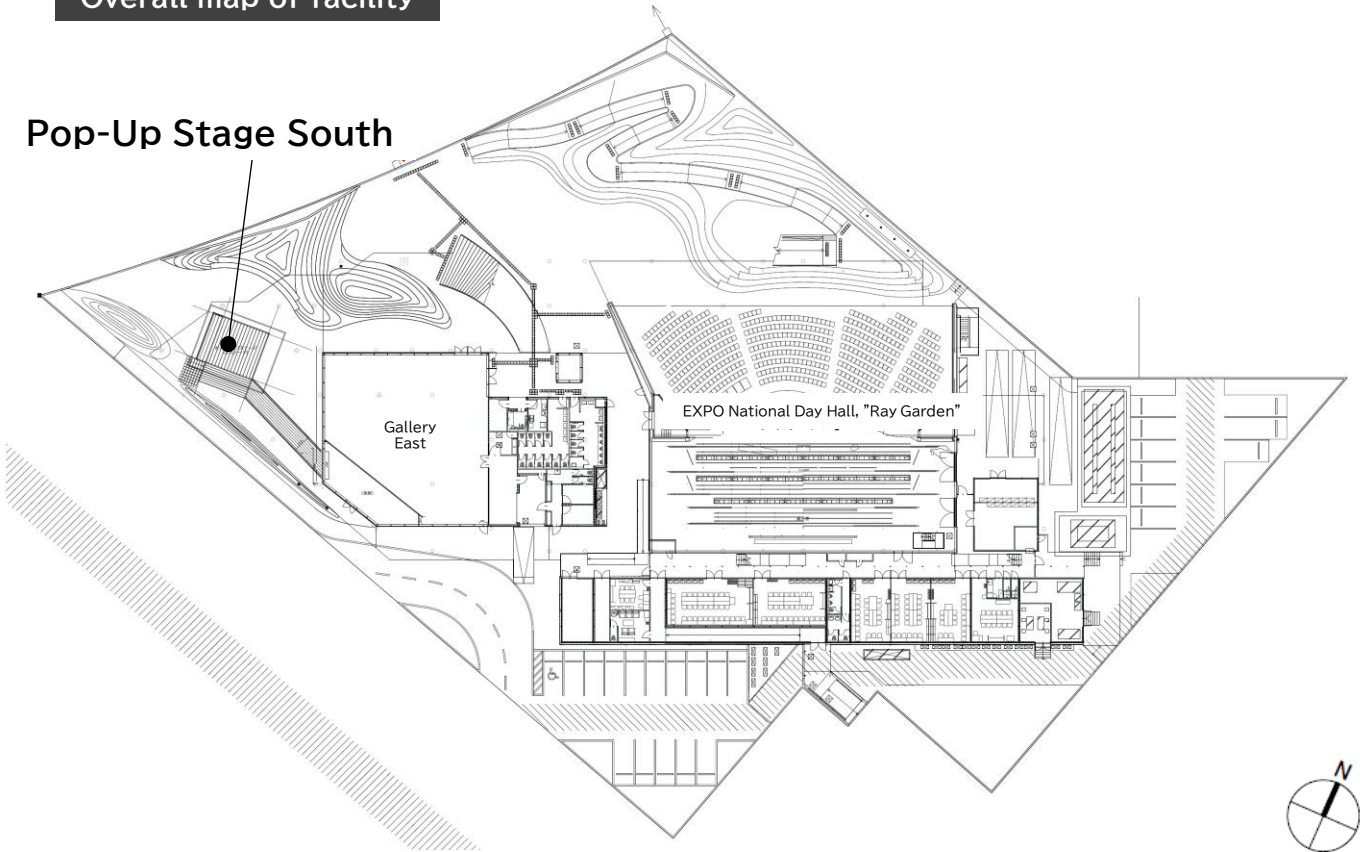 Overall map of facility
Pop-Up Stage South
Gallery
East
EXPO National Day Hall, "Ray Garden"
N